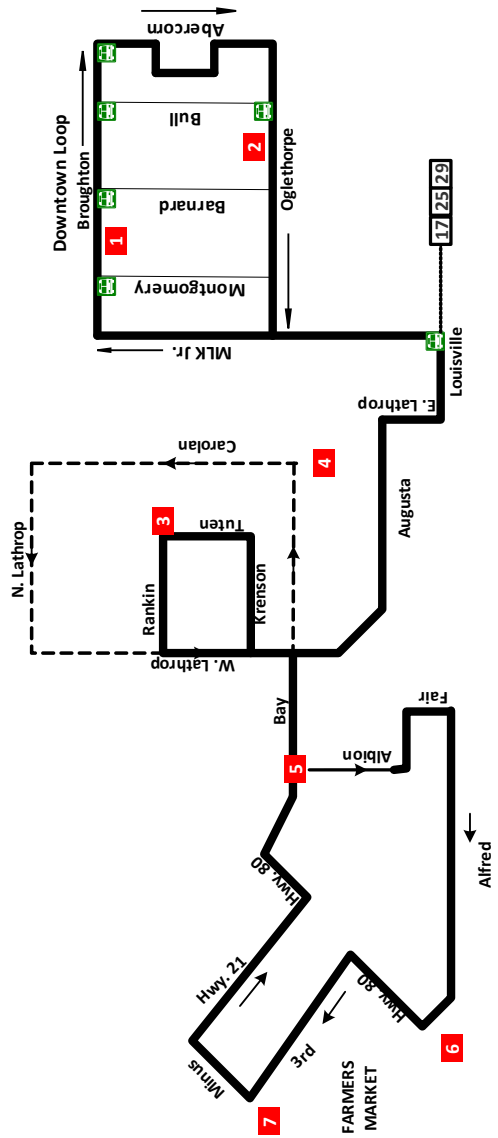 Downtown Loop
Broughton
Abercorn
Bull
Barnard
Montgomery
Oglethorpe
MLK Jr.
1
2
17 25 29
Louisville
E. Lathrop
Augusta
Carolan
N. Lathrop
4
3
Tuten
Rankin
Krenson
W. Lathrop
Bay
5
Albion
Fair
Alfred
Hwy. 80
Hwy. 21
Minus
3rd
Hwy. 80
6
7
FARMERS
MARKET